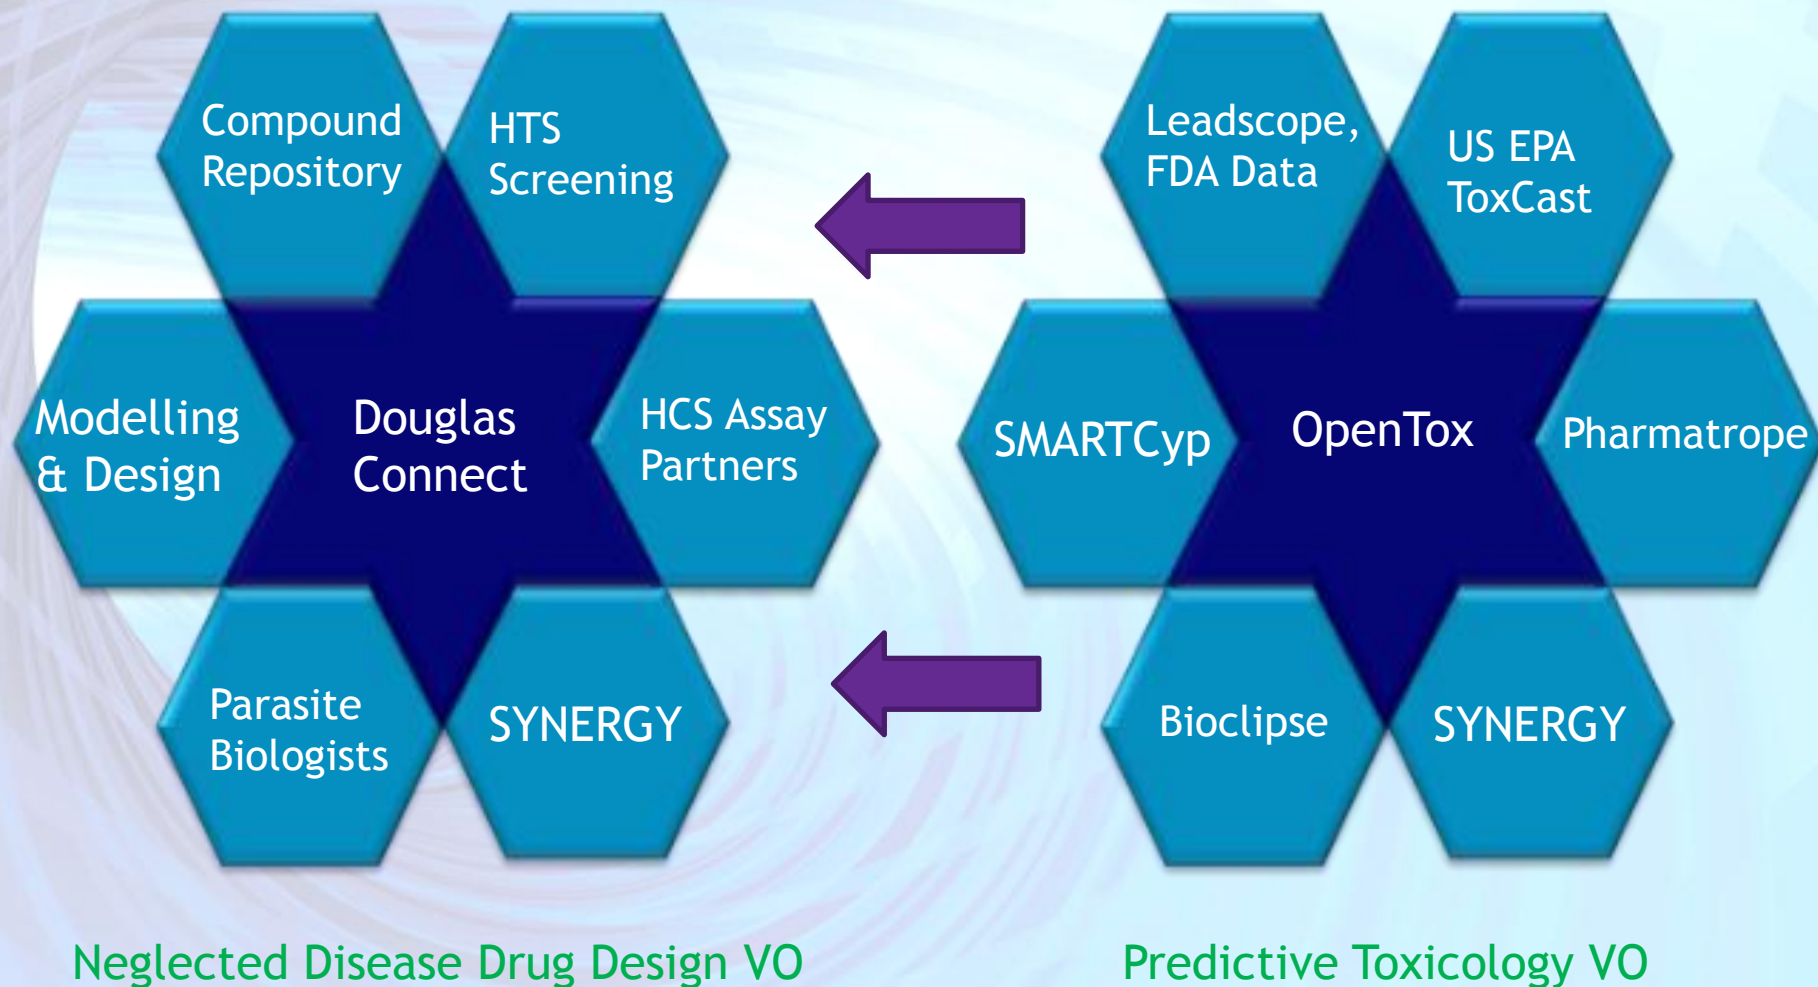 Compound
Repository
HTS
Screening
Modelling
& Design
Douglas
Connect
HCS Assay
Partners
Parasite
Biologists
SYNERGY
Leadscope,
FDA Data
US EPA
ToxCast
SMARTCyp
OpenTox
Pharmatrope
Bioclipse
SYNERGY
Neglected Disease Drug Design VO
Predictive Toxicology VO